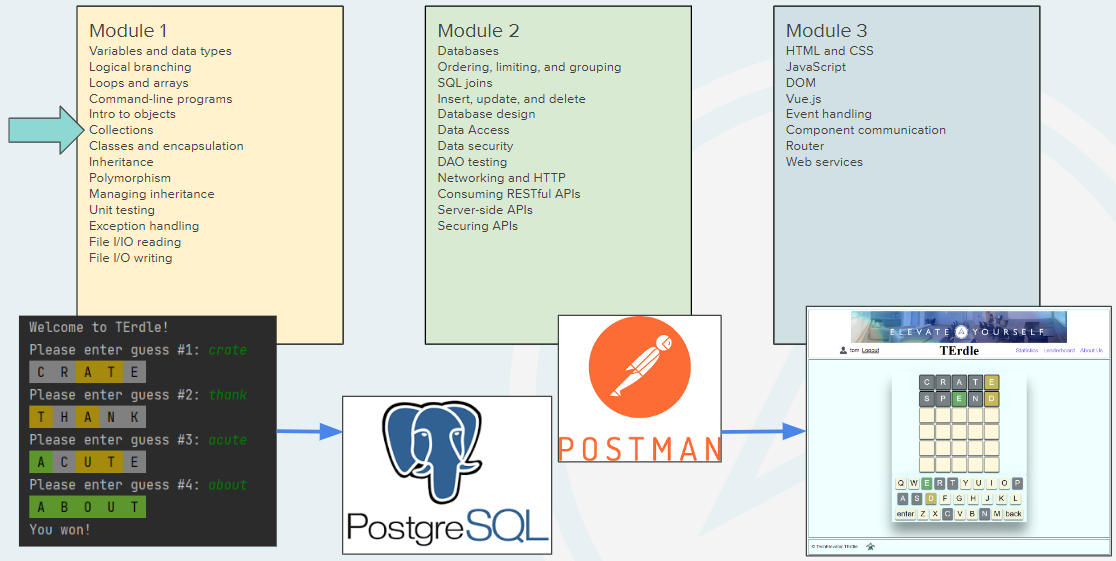 Module 1
Variables and data types
Logical branching
Loops and arrays
Command-line programs
Intro to objects
Collections
Classes and encapsulation
Inheritance
Polymorphism
Managing inheritance
Unit testing
Exception handling
File I/IO reading
File I/O writing
Module 2
Databases
Ordering, limiting, and grouping
SQL joins
Insert, update, and delete
Database design
Data Access
Data security
DAO testing
Networking and HTTP
Consuming RESTful APIs
Server-side APIs
Securing APIs
Module 3
HTML and CSS
JavaScript
DOM
Vue.js
Event handling
Component communication
Router
Web services
Welcome to TErdle!
Please enter guess #1: crate
C R A T E
Please enter guess #2: thank
T H A N K
Please enter guess #3: acute
A C U T E
Please enter guess #4: about
A B O U T
You won!
PostgreSQL
POSTMAN
ELEVATE YOURSELF
tom Logout
TErdle
Statistics Leaderboard About Us
C R A T E
S P E N D
Q W E R T Y U I O P
A S D F G H J K L
enter Z X C V B N M back
© TechElevator TErdle